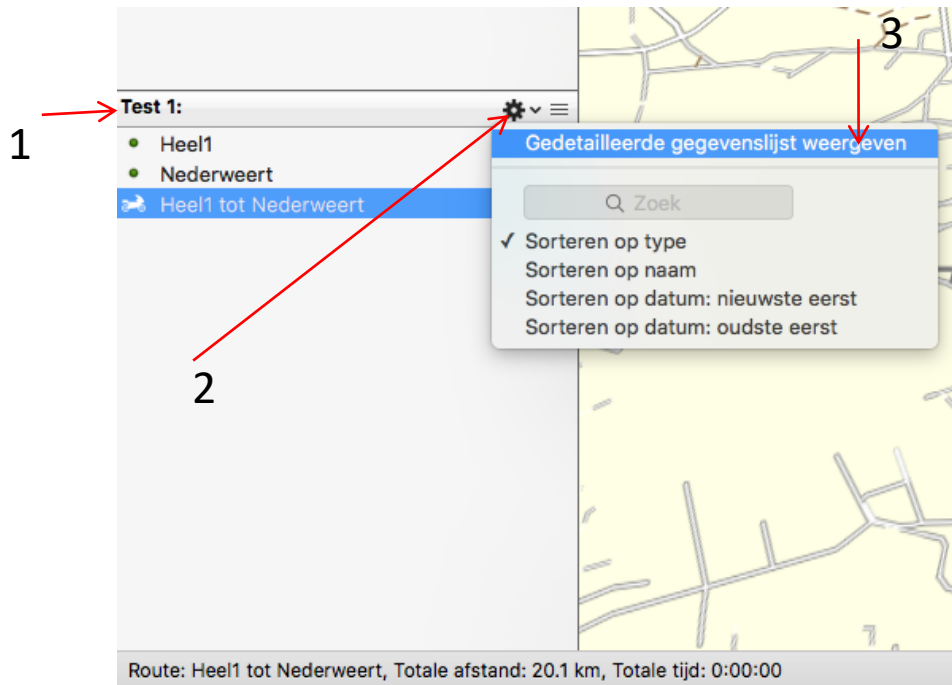 3
Test 1:
1
Heel1
Gedetailleerde gegevenslijst weergeven
Nederweert
Heel1 tot Nederweert
Zoek
✓ Sorteren op type
Sorteren op naam
Sorteren op datum: nieuwste eerst
Sorteren op datum: oudste eerst
2
Route: Heel1 tot Nederweert, Totale afstand: 20.1 km, Totale tijd: 0:00:00